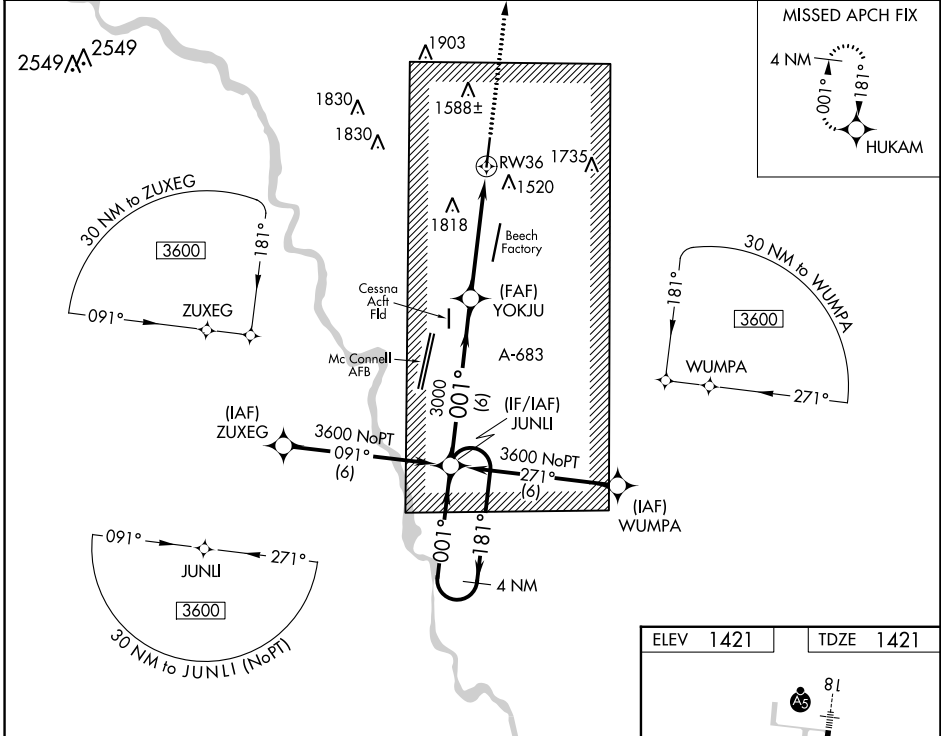 MISSED APCH FIX
4 NM
001°
181°
HUKAM
2549
2549
1903
1830
1830
1588±
RW36
1735
1520
1818
Beech
Factory
30 NM to ZUXEG
3600
181°
091°
ZUXEG
Cessna
Acft
Fld
(FAF)
YOKJU
Mc Connell
AFB
A-683
30 NM to WUMPA
181°
3600
WUMPA
271°
3000
001°
(6)
(IF/IAF)
JUNLI
(IAF)
ZUXEG
3600 NoPT
091°
(6)
3600 NoPT
271°
(6)
(IAF)
WUMPA
001°
181°
4 NM
091°
271°
JUNLI
3600
30 NM to JUNLI (NoPT)
ELEV 1421
TDZE 1421
A5
18